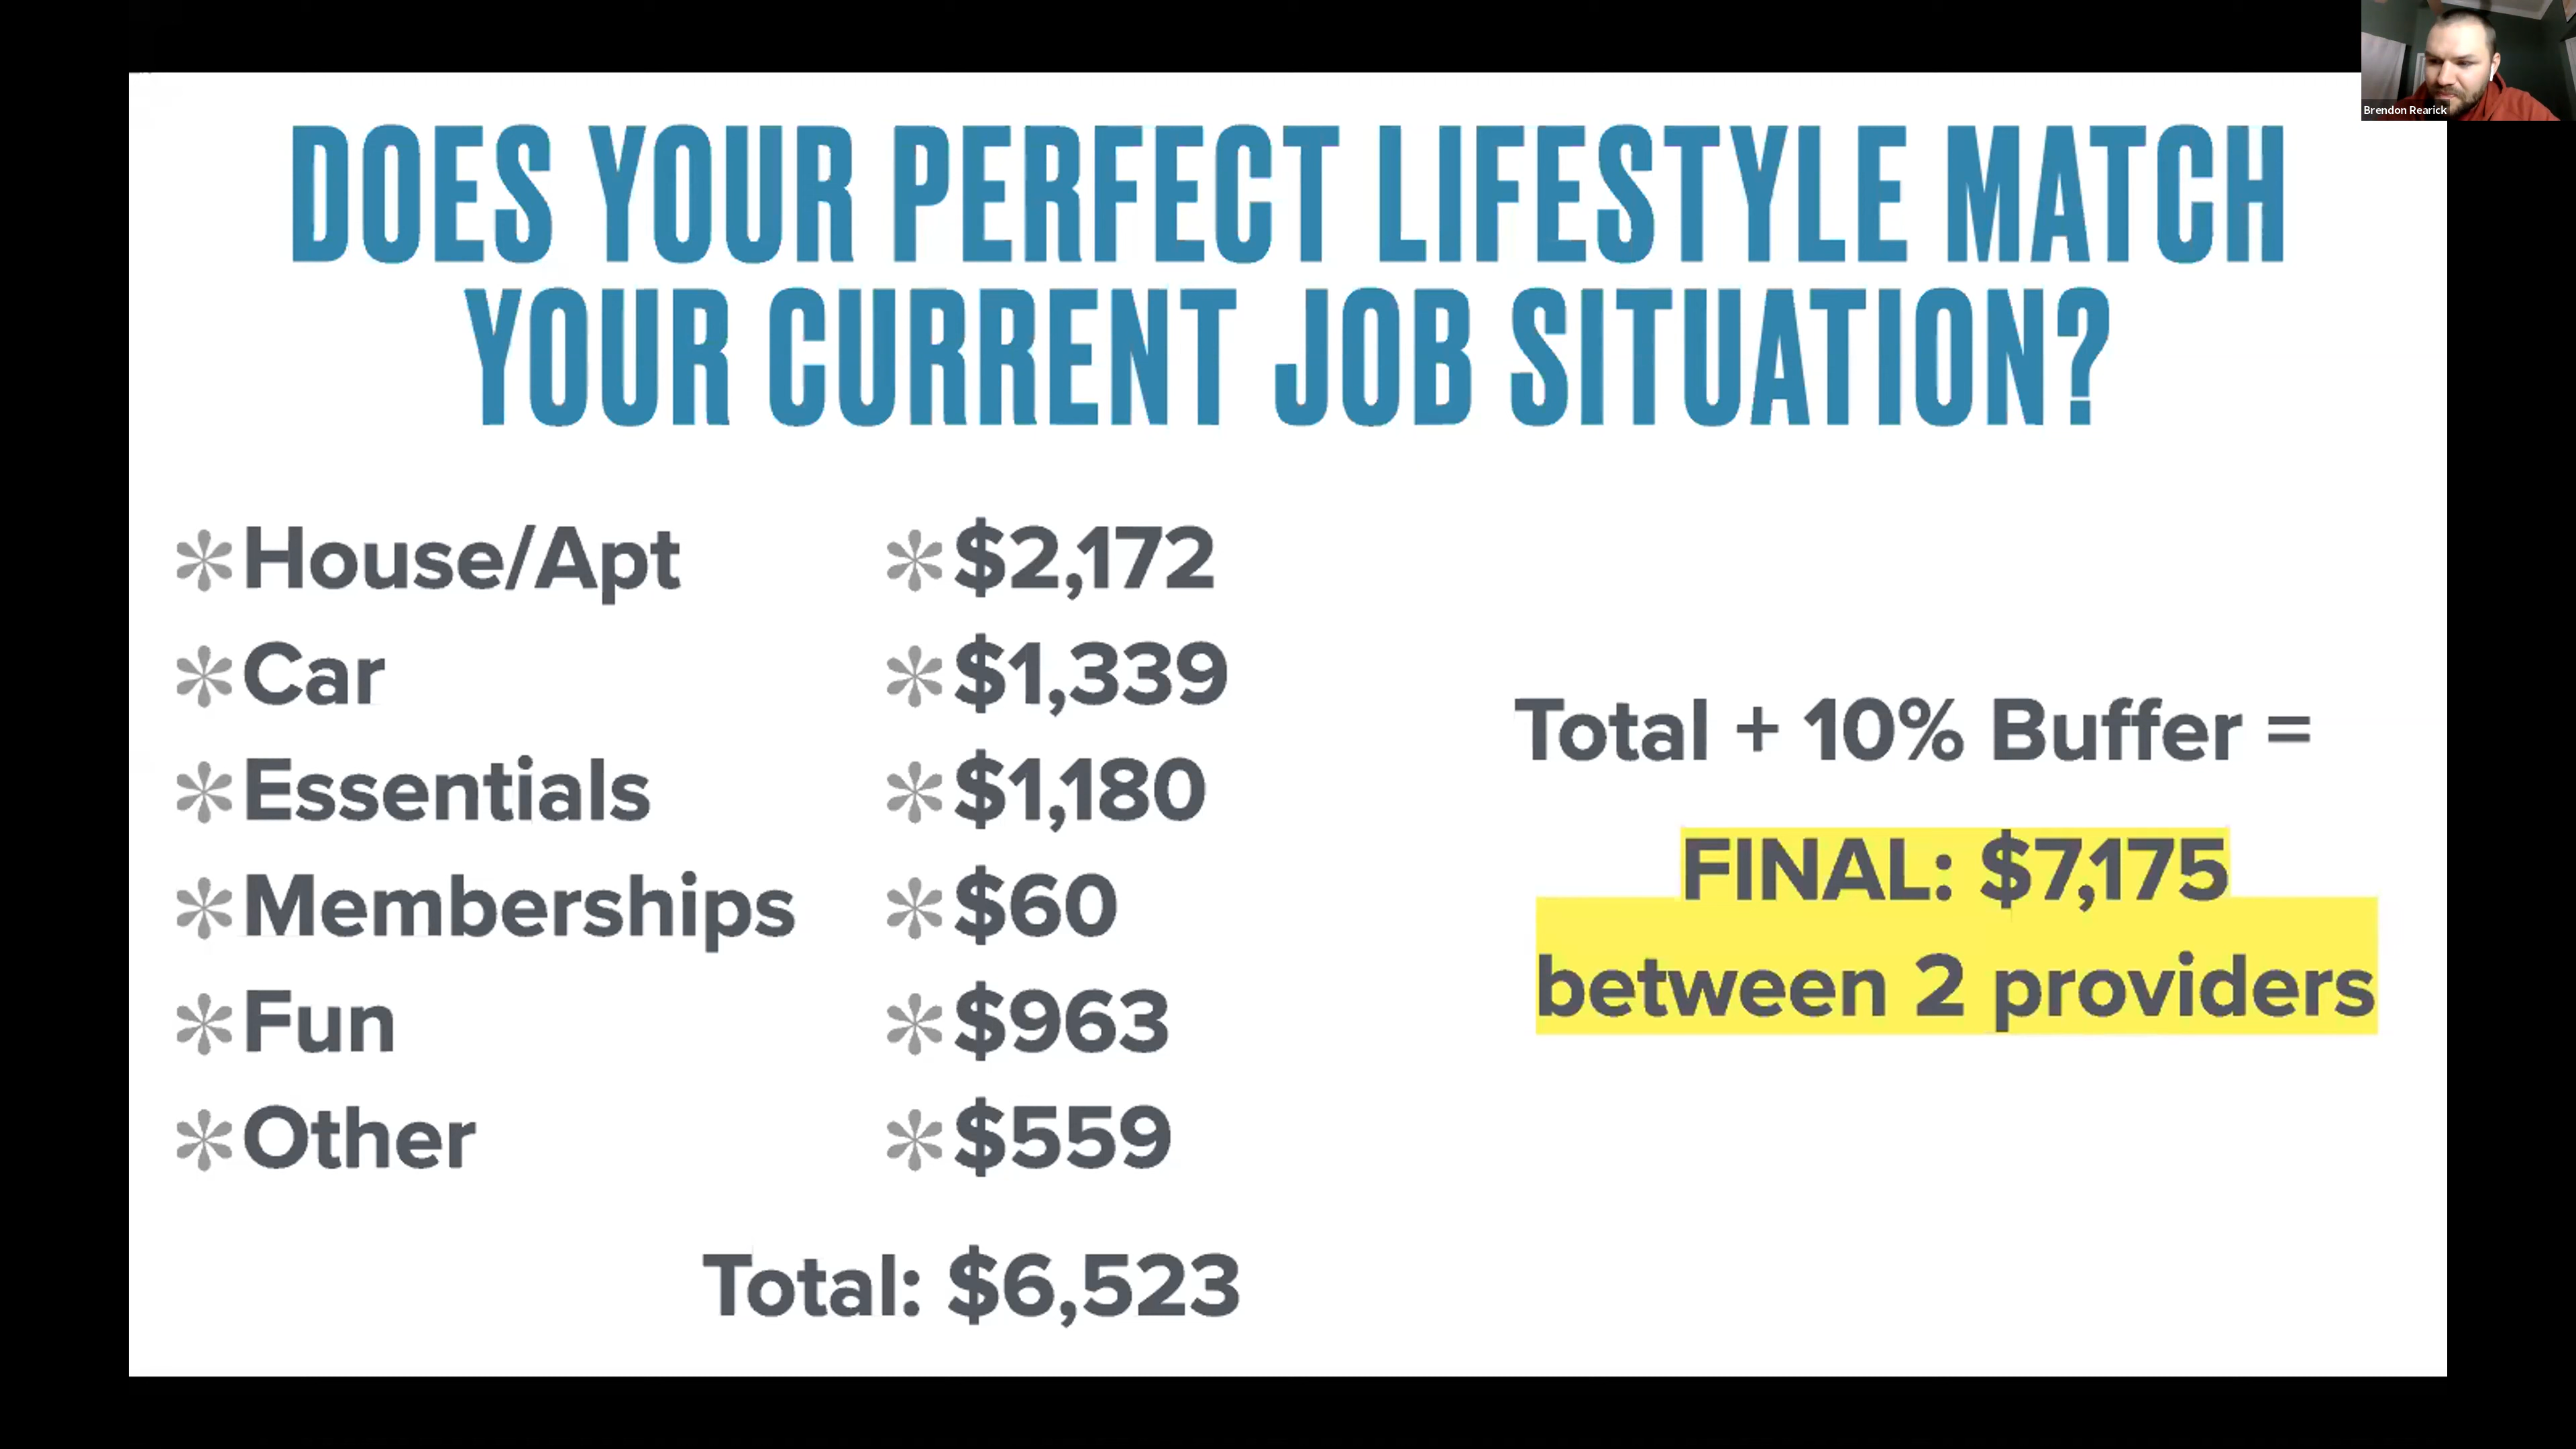 Brendon Rearick
DOES YOUR PERFECT LIFESTYLE MATCH
YOUR CURRENT JOB SITUATION?
House/Apt
Car
Essentials
Memberships
Fun
Other
$2,172
$1,339
$1,180
$60
$963
$559
Total: $6,523
Total + 10% Buffer =
FINAL: $7,175
between 2 providers